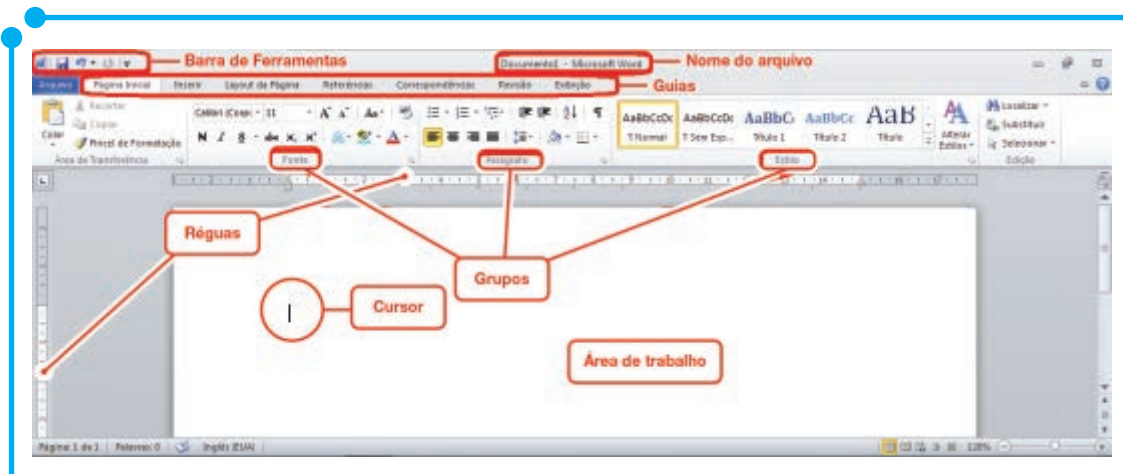 Barra de Ferramentas
Documento1 - Microsoft Word
Nome do arquivo
Arquivo Página Inicial Inserir Layout da Página Referências Correspondências Revisão Exibição
Guias
Colar
Recortar
Copiar
Pincel de Formatação
Área de Transferência
Calibri (Corpo) 11
N I S abc x, x'
Fonte
Parágrafo
AaBbCcDc AaBbCcDc AaBbC AaBbCc AaB
¶ Normal ¶ Sem Esp... Título 1 Título 2 Título
Alterar
Estilos
Estilo
Localizar
Substituir
Selecionar
Edição
Réguas
Grupos
Cursor
Área de trabalho
Página: 1 de 1 Palavras: 0 Inglês (EUA) 120%